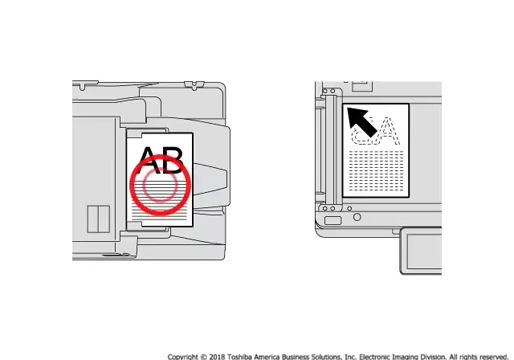 AB
Copyright © 2018 Toshiba America Business Solutions, Inc. Electronic Imaging Division. All rights reserved.